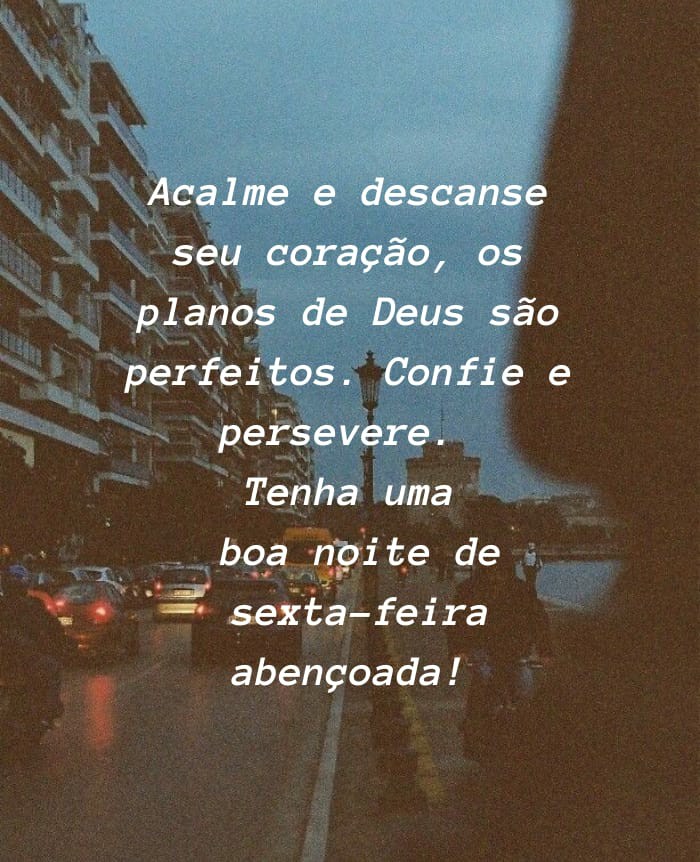 Acalme e descanse
seu coração, os
planos de Deus são
perfeitos. Confie e
persevere.
Tenha uma
boa noite de
sexta-feira
abençoada!